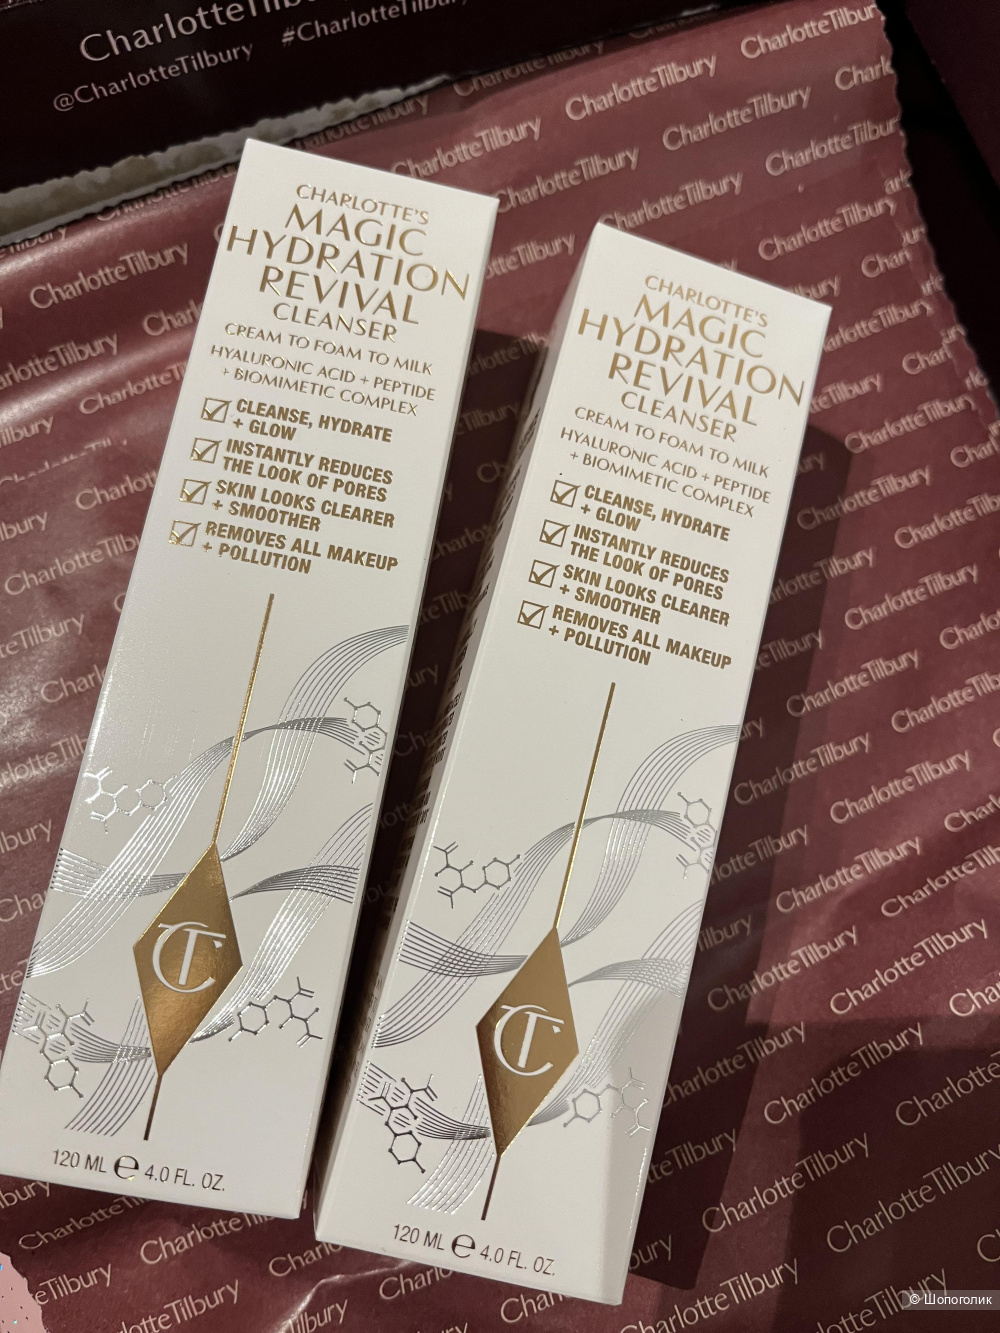 CharlotteTilbury
@CharlotteTilbury #CharlotteTilbury
CharlotteTilbury
CHARLOTTE'S
MAGIC
HYDRATION
REVIVAL
CLEANSER
CREAM TO FOAM TO MILK
HYALURONIC ACID + PEPTIDE
+ BIOMIMETIC COMPLEX
CLEANSE, HYDRATE
+ GLOW
INSTANTLY REDUCES
THE LOOK OF PORES
SKIN LOOKS CLEARER
+ SMOOTHER
REMOVES ALL MAKEUP
+ POLLUTION
CT
120 ML ℮ 4.0 FL. OZ.
CHARLOTTE'S
MAGIC
HYDRATION
REVIVAL
CLEANSER
CREAM TO FOAM TO MILK
HYALURONIC ACID + PEPTIDE
+ BIOMIMETIC COMPLEX
CLEANSE, HYDRATE
+ GLOW
INSTANTLY REDUCES
THE LOOK OF PORES
SKIN LOOKS CLEARER
+ SMOOTHER
REMOVES ALL MAKEUP
+ POLLUTION
CT
120 ML ℮ 4.0 FL. OZ.
© Шопоголик